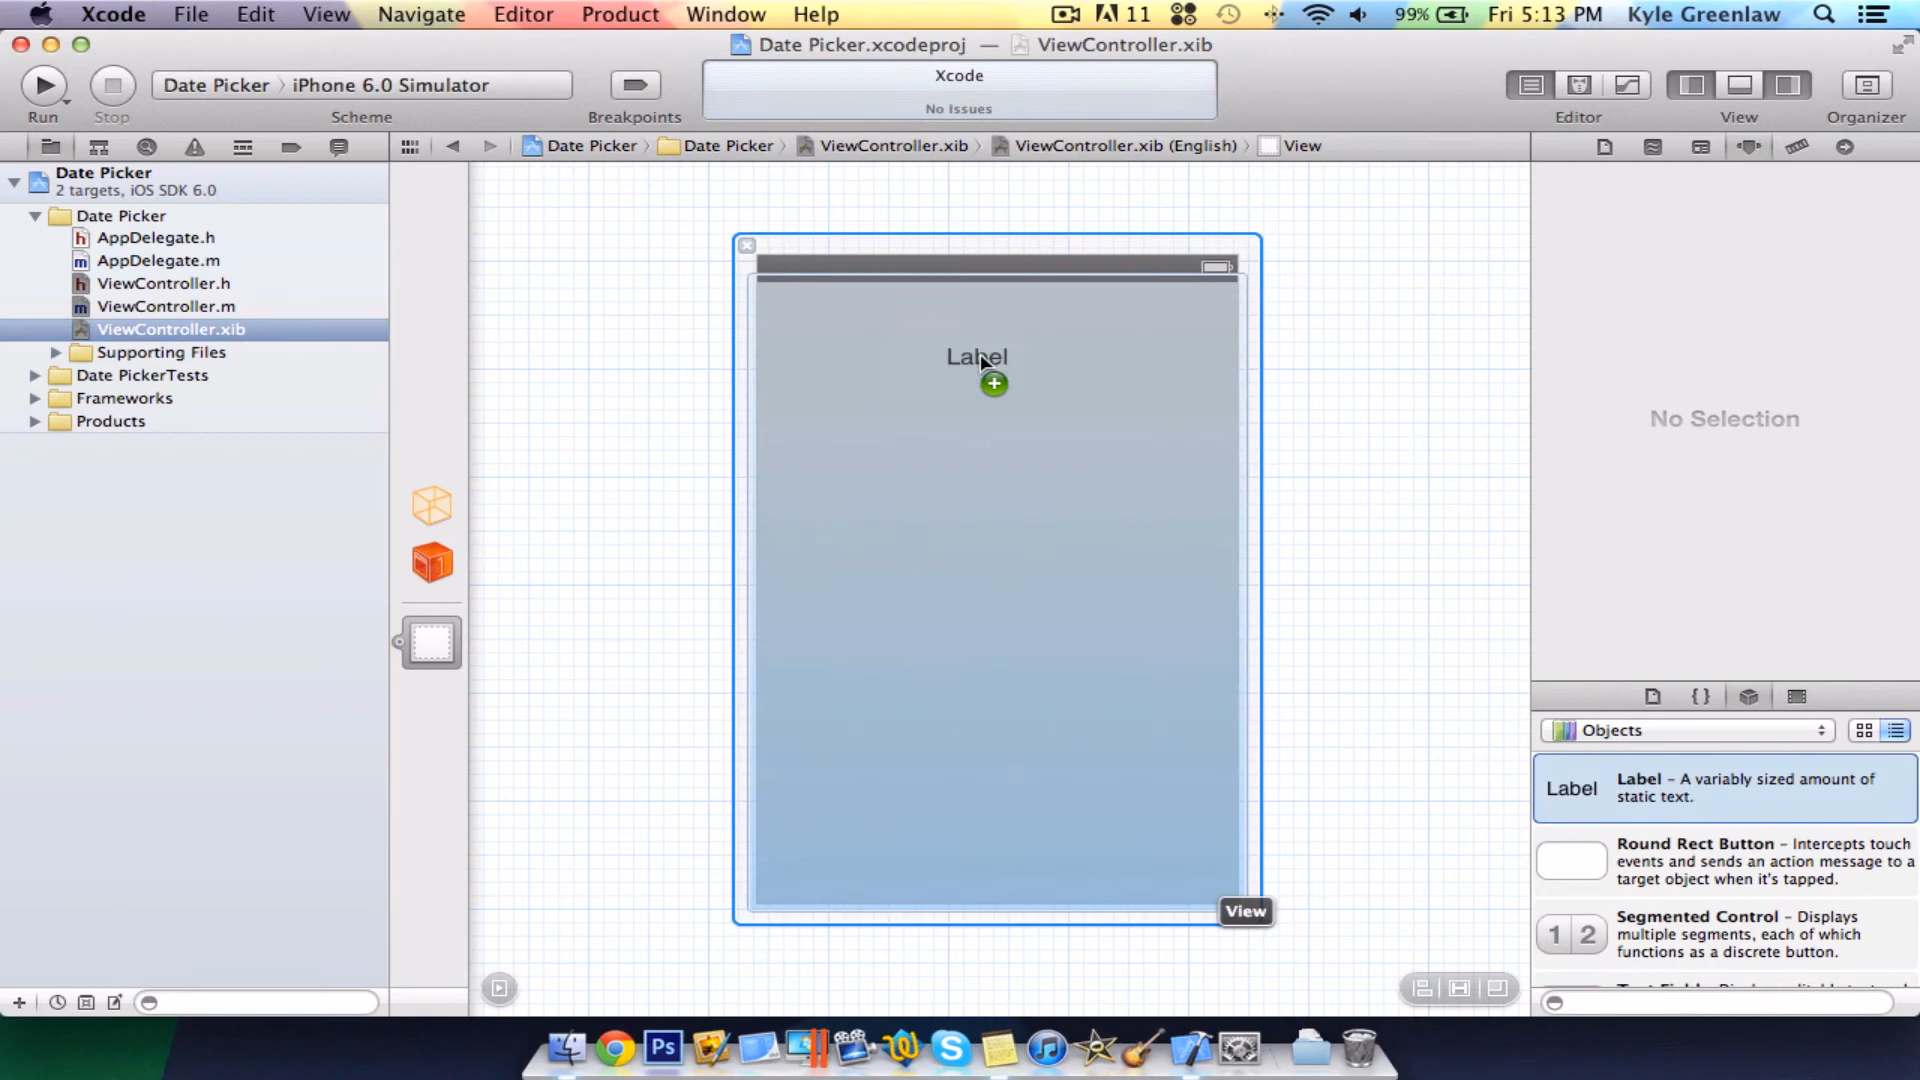 Xcode File Edit View Navigate Editor Product Window Help 11 99% Fri 5:13 PM Kyle Greenlaw
Date Picker.xcodeproj — ViewController.xib
Date Picker iPhone 6.0 Simulator
Xcode
No Issues
Run Stop Scheme Breakpoints Editor View Organizer
Date Picker Date Picker ViewController.xib ViewController.xib (English) View
Date Picker
2 targets, iOS SDK 6.0
Date Picker
h AppDelegate.h
m AppDelegate.m
h ViewController.h
m ViewController.m
ViewController.xib
Supporting Files
Date PickerTests
Frameworks
Products
Label
View
No Selection
{ }
Objects
Label Label – A variably sized amount of
static text.
Round Rect Button – Intercepts touch
events and sends an action message to a
target object when it's tapped.
1 2 Segmented Control – Displays
multiple segments, each of which
functions as a discrete button.
Ps